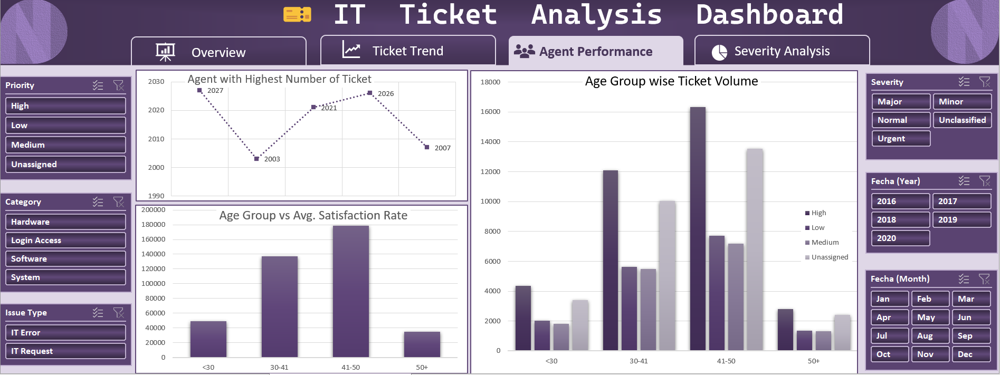 IT Ticket Analysis Dashboard
Overview
Ticket Trend
Agent Performance
Severity Analysis
Priority
High
Low
Medium
Unassigned
Category
Hardware
Login Access
Software
System
Issue Type
IT Error
IT Request
Agent with Highest Number of Ticket
2030
2020
2010
2000
1990
2027
2003
2021
2026
2007
Age Group vs Avg. Satisfaction Rate
200000
180000
160000
140000
120000
100000
80000
60000
40000
20000
0
<30 30-41 41-50 50+
Age Group wise Ticket Volume
18000
16000
14000
12000
10000
8000
6000
4000
2000
0
<30 30-41 41-50 50+
High
Low
Medium
Unassigned
Severity
Major Minor
Normal Unclassified
Urgent
Fecha (Year)
2016 2017
2018 2019
2020
Fecha (Month)
Jan Feb Mar
Apr May Jun
Jul Aug Sep
Oct Nov Dec